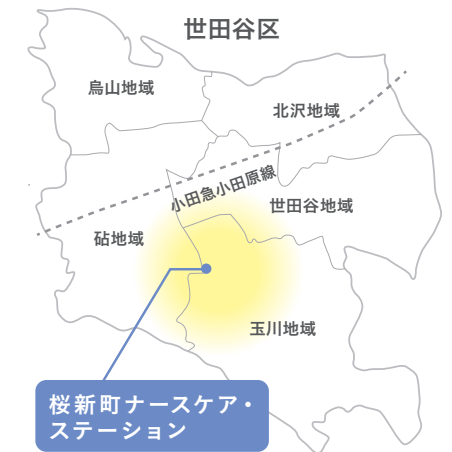 世田谷区
烏山地域
北沢地域
小田急小田原線
世田谷地域
砧地域
玉川地域
桜新町ナースケア・
ステーション